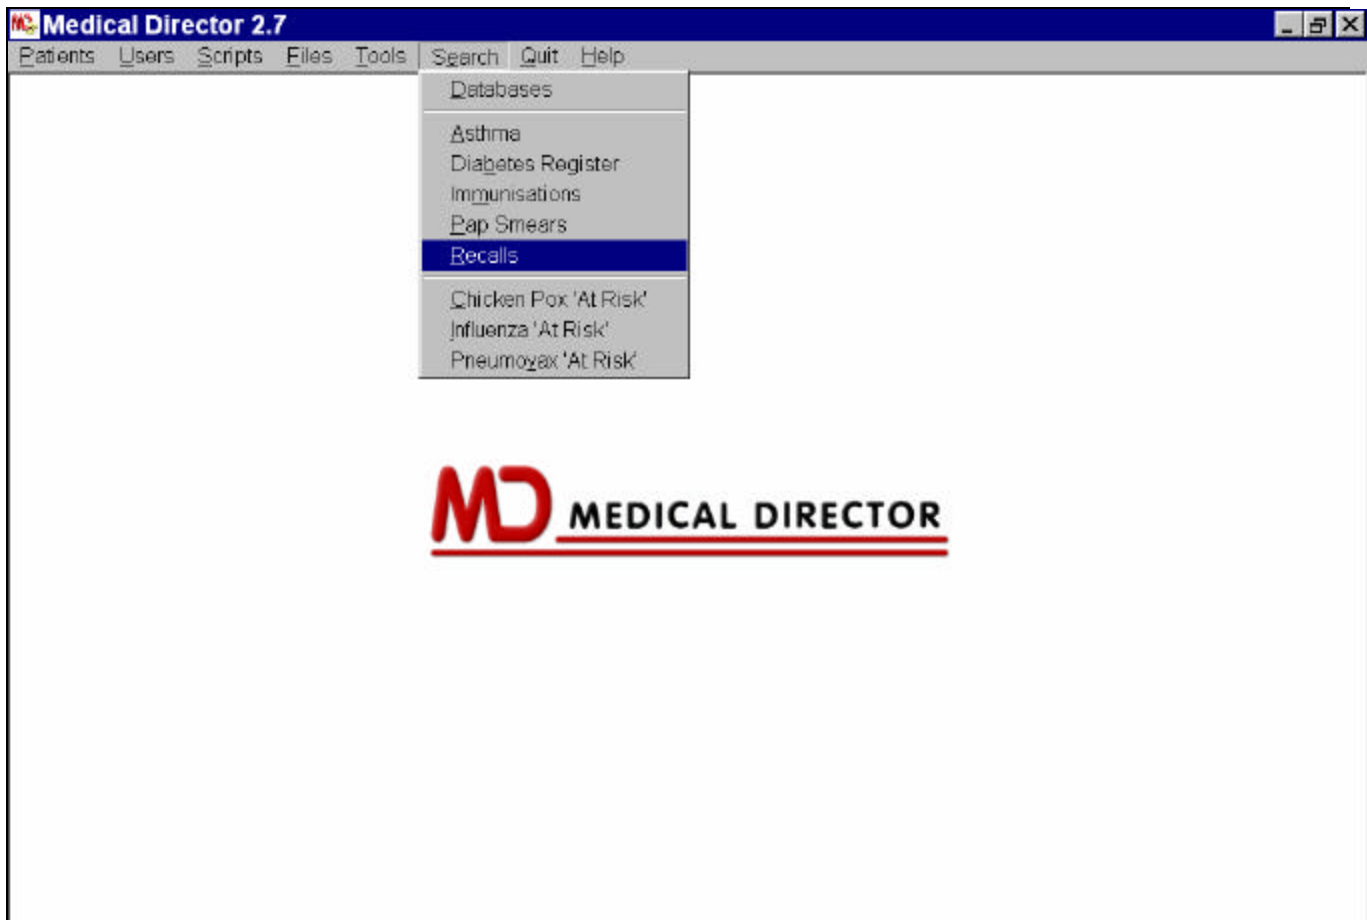 Medical Director 2.7
Patients Users Scripts Files Tools Search Quit Help
Databases
Asthma
Diabetes Register
Immunisations
Pap Smears
Recalls
Chicken Pox 'At Risk'
Influenza 'At Risk'
Pneumovax 'At Risk'
MD MEDICAL DIRECTOR